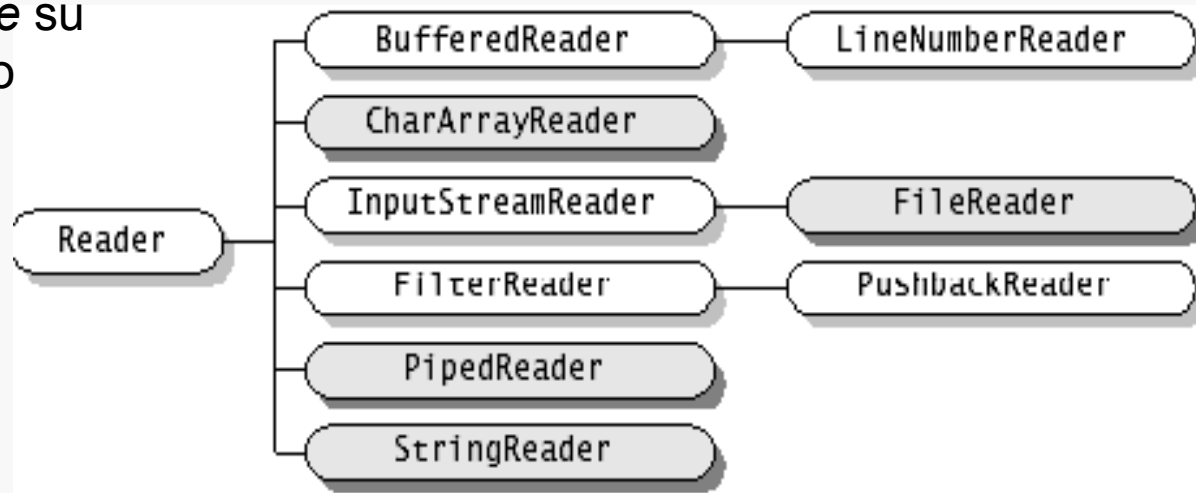 e su
o
BufferedReader LineNumberReader
CharArrayReader
InputStreamReader FileReader
Reader
FilterReader PushbackReader
PipedReader
StringReader